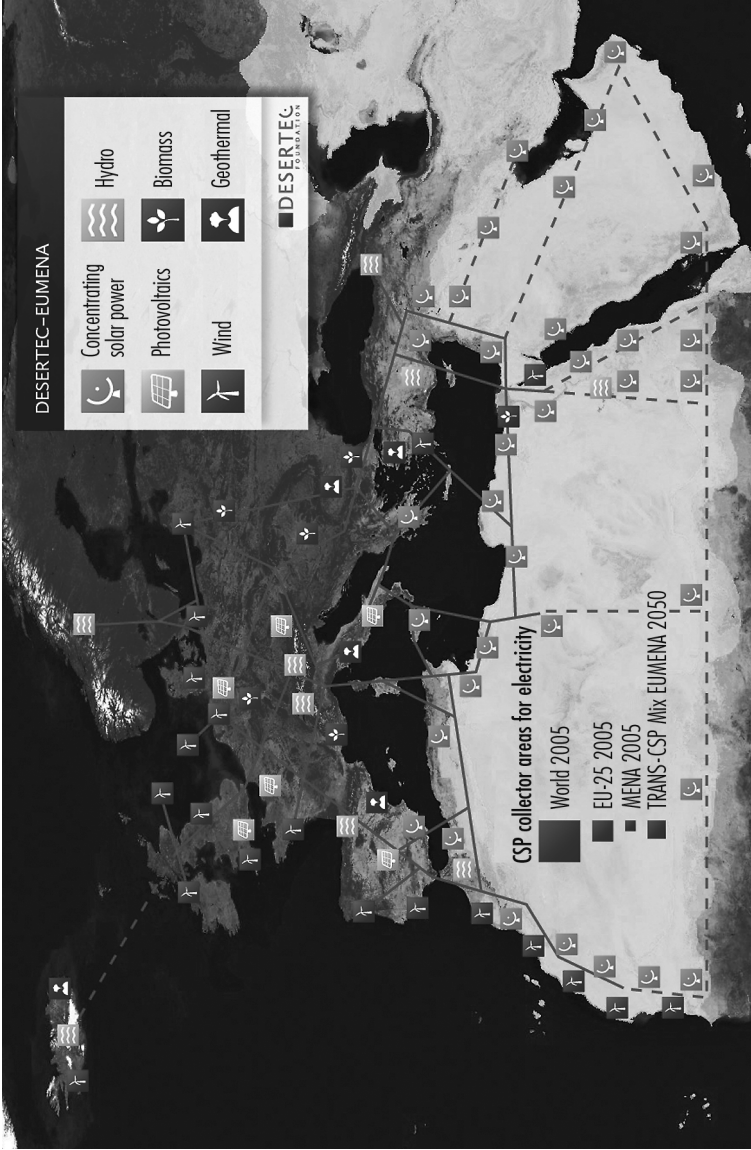 DESERTEC–EUMENA
Concentrating
solar power
Hydro
Photovoltaics
Biomass
Wind
Geothermal
DESERTEC
FOUNDATION
CSP collector areas for electricity
World 2005
EU-25 2005
MENA 2005
TRANS-CSP Mix EUMENA 2050